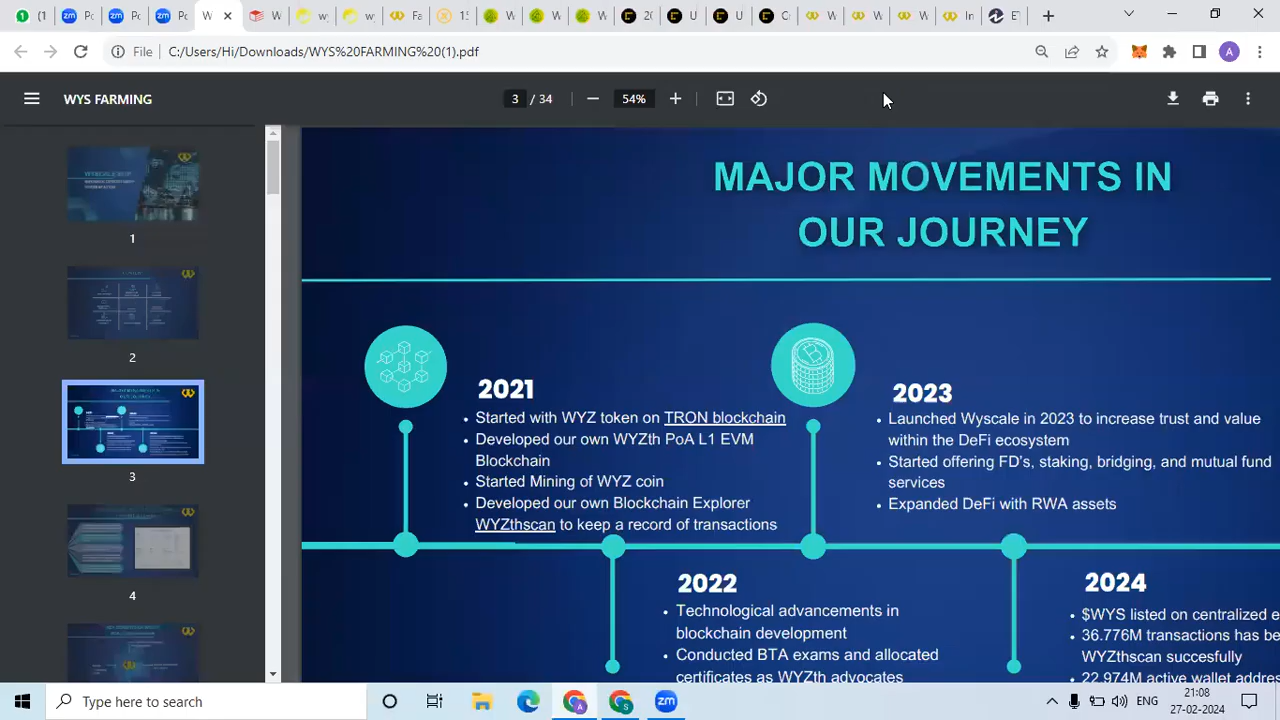 File C:/Users/Hi/Downloads/WYS%20FARMING%20(1).pdf
WYS FARMING
3 / 34
54%
MAJOR MOVEMENTS IN
OUR JOURNEY
2021
Started with WYZ token on TRON blockchain
Developed our own WYZth PoA L1 EVM
Blockchain
Started Mining of WYZ coin
Developed our own Blockchain Explorer
WYZthscan to keep a record of transactions
2023
Launched Wyscale in 2023 to increase trust and value
within the DeFi ecosystem
Started offering FD's, staking, bridging, and mutual fund
services
Expanded DeFi with RWA assets
2022
Technological advancements in
blockchain development
Conducted BTA exams and allocated
certificates as WYZth advocates
2024
$WYS listed on centralized e
36.776M transactions has be
WYZthscan succesfully
22.974M active wallet addres
1
2
3
4
Type here to search
ENG
21:08
27-02-2024